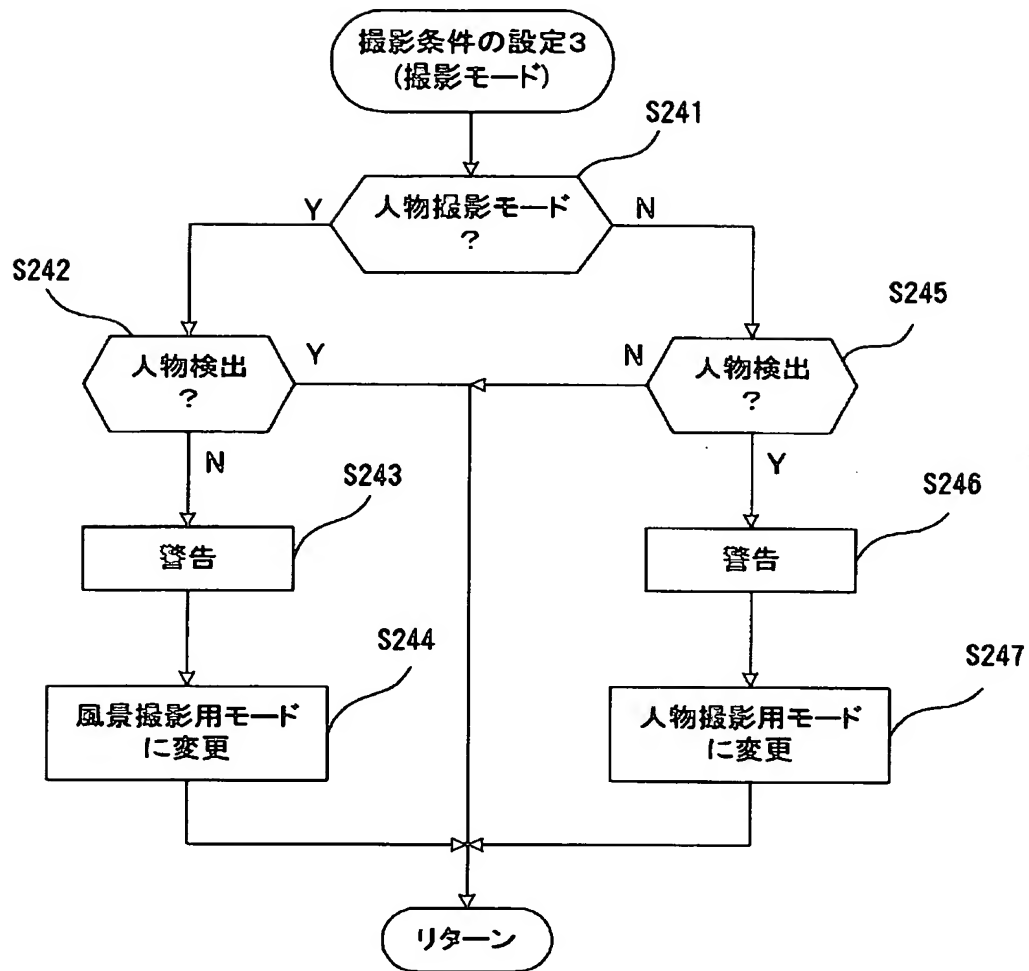 撮影条件の設定3
(撮影モード)
S241
人物撮影モード
?
Y
N
S242
S245
人物検出
?
Y
N
人物検出
?
N
Y
S243
S246
警告
警告
S244
S247
風景撮影用モード
に変更
人物撮影用モード
に変更
リターン